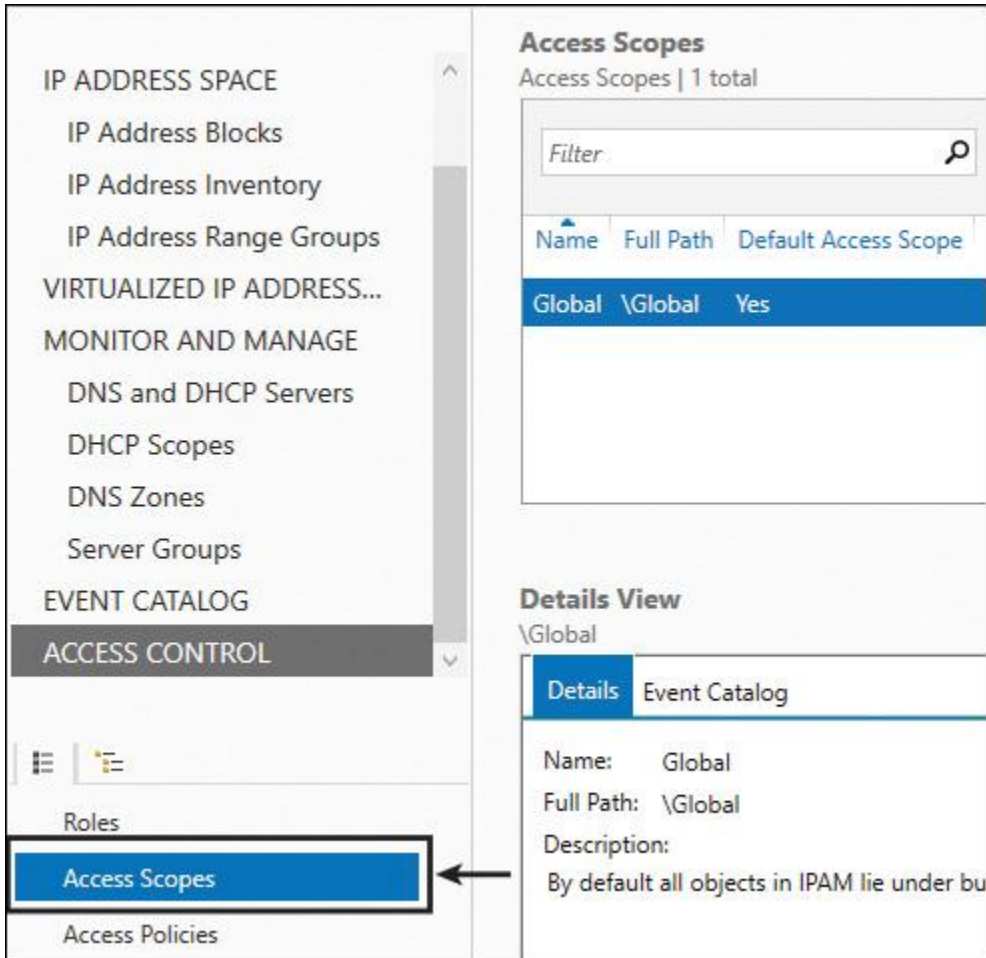 IP ADDRESS SPACE
IP Address Blocks
IP Address Inventory
IP Address Range Groups
VIRTUALIZED IP ADDRESS...
MONITOR AND MANAGE
DNS and DHCP Servers
DHCP Scopes
DNS Zones
Server Groups
EVENT CATALOG
ACCESS CONTROL
Roles
Access Scopes
Access Policies
Access Scopes
Access Scopes | 1 total
Filter
Name Full Path Default Access Scope
Global \Global Yes
Details View
\Global
Details Event Catalog
Name: Global
Full Path: \Global
Description:
By default all objects in IPAM lie under bu